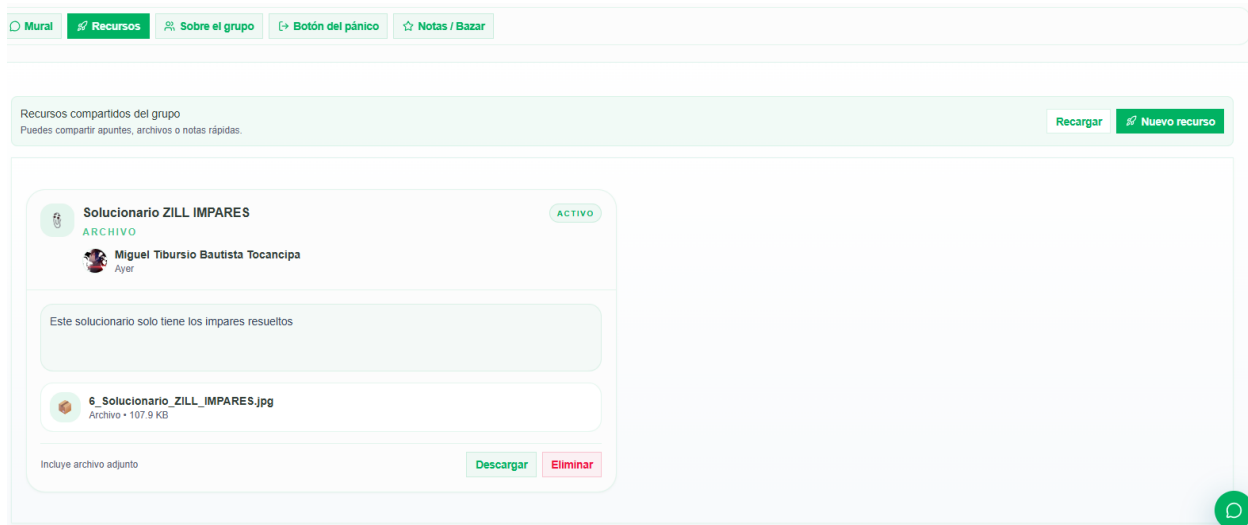 Mural Recursos Sobre el grupo Botón del pánico Notas / Bazar
Recursos compartidos del grupo
Puedes compartir apuntes, archivos o notas rápidas.
Recargar Nuevo recurso
Solucionario ZILL IMPARES
ACTIVO
ARCHIVO
Miguel Tibursio Bautista Tocancipa
Ayer
Este solucionario solo tiene los impares resueltos
6_Solucionario_ZILL_IMPARES.jpg
Archivo • 107.9 KB
Incluye archivo adjunto
Descargar Eliminar